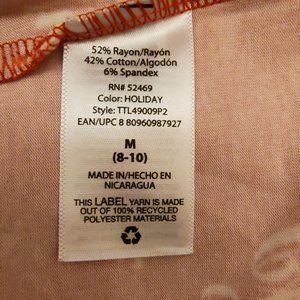 52% Rayon/Rayón
42% Cotton/Algodón
6% Spandex
RN# 52469
Color: HOLIDAY
Style: TTL49009P2
EAN/UPC 8 80960987927
M
(8-10)
MADE IN/HECHO EN
NICARAGUA
THIS LABEL YARN IS MADE
OUT OF 100% RECYCLED
POLYESTER MATERIALS